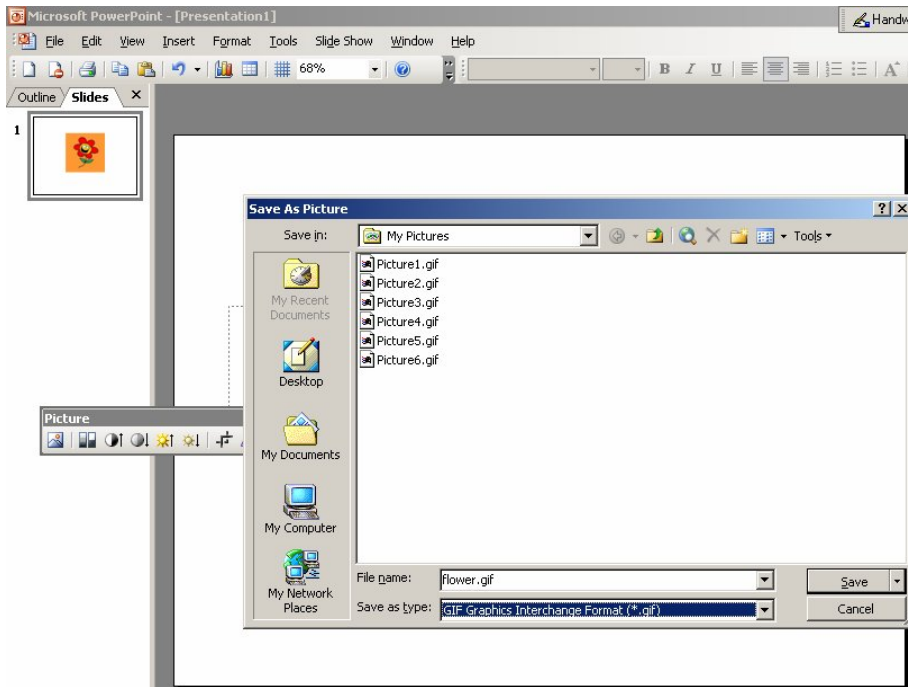 Microsoft PowerPoint - [Presentation1]
Handw
File Edit View Insert Format Tools Slide Show Window Help
68% B I U A
Outline Slides
1
Save As Picture
Save in: My Pictures Tools
Picture1.gif
Picture2.gif
Picture3.gif
Picture4.gif
Picture5.gif
Picture6.gif
My Recent
Documents
Desktop
My Documents
My Computer
My Network
Places
Picture
File name: flower.gif Save
Save as type: GIF Graphics Interchange Format (*.gif) Cancel